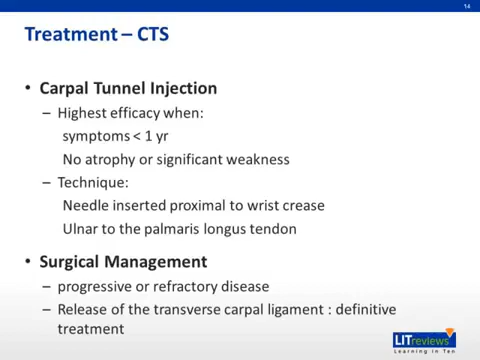 14
Treatment – CTS
• Carpal Tunnel Injection
– Highest efficacy when:
symptoms < 1 yr
No atrophy or significant weakness
– Technique:
Needle inserted proximal to wrist crease
Ulnar to the palmaris longus tendon
• Surgical Management
– progressive or refractory disease
– Release of the transverse carpal ligament : definitive
treatment
LITreviews
Learning in Ten